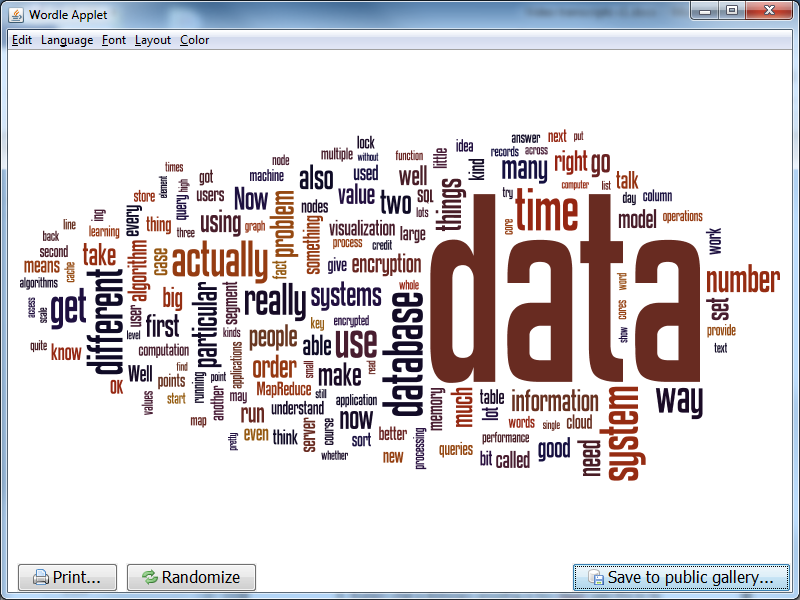 Wordle Applet
Edit Language Font Layout Color
lock
without
multiple
node
machine
also
used
value
function
well
little
idea
kind
records
answer
across
next
put
many
right
go
computer
list
talk
try
time
core
day
column
model
operations
times
element
store
got
users
query
high
Now
problem
nodes
two
SQL
lots
things
data
word
cores
show
work
number
set
provide
text
way
line
ing
learning
every
thing
three
using
graph
something
visualization
process
credit
large
back
second
means
cache
algorithms
take
algorithm
case
actually
fact
give
encryption
whole
access
scale
get
different
user
big
particular
segment
really
systems
database
level
first
kinds
people
key
encrypted
able
use
quite
know
computation
find
Well
OK
points
point
start
values
running
another
applications
may
order
small
make
read
MapReduce
still
application
map
run
understand
now
pretty
even
think
server
course
sort
whether
better
new
processing
memory
much
table
lot
information
words
single
cloud
performance
queries
bit
called
good
need
system
Print...
Randomize
Save to public gallery...